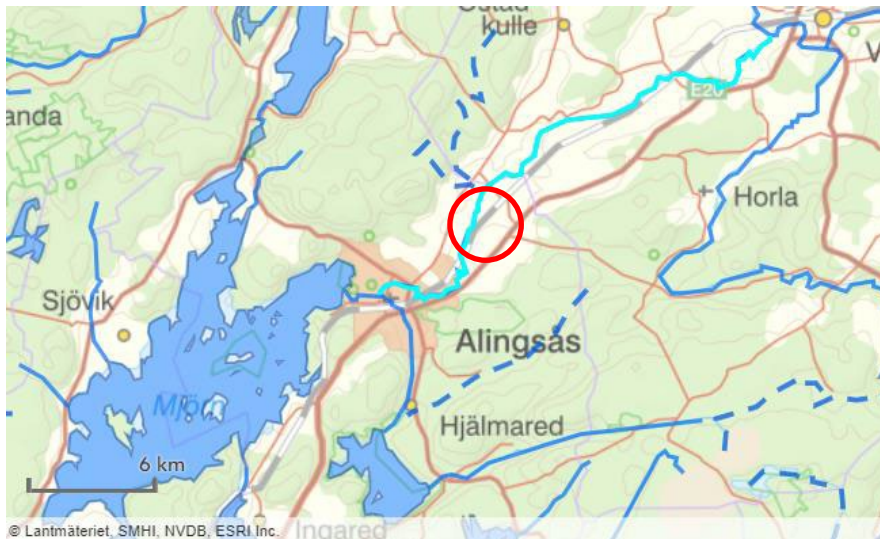 kulle
anda
E20
Horla
Sjövik
Alingsås
Mjörn
Hjälmared
6 km
© Lantmäteriet, SMHI, NVDB, ESRI Inc.
Ingared